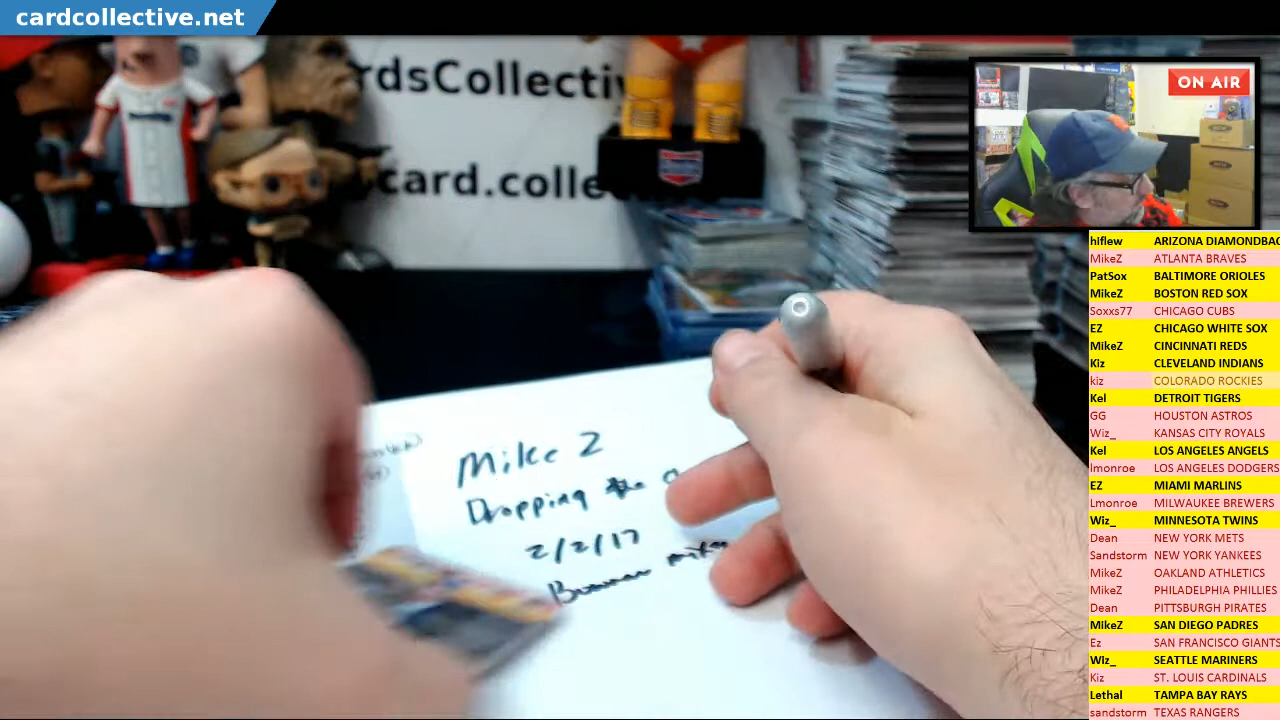 cardcollective.net
rdsCollectiv
card.colle
ON AIR
Mike Z
Dropping the
2/2/17
Bowman
hiflew ARIZONA DIAMONDBAC
MikeZ ATLANTA BRAVES
PatSox BALTIMORE ORIOLES
MikeZ BOSTON RED SOX
Soxxs77 CHICAGO CUBS
EZ CHICAGO WHITE SOX
MikeZ CINCINNATI REDS
Kiz CLEVELAND INDIANS
kiz COLORADO ROCKIES
Kel DETROIT TIGERS
GG HOUSTON ASTROS
Wiz_ KANSAS CITY ROYALS
Kel LOS ANGELES ANGELS
lmonroe LOS ANGELES DODGERS
EZ MIAMI MARLINS
Lmonroe MILWAUKEE BREWERS
Wiz_ MINNESOTA TWINS
Dean NEW YORK METS
Sandstorm NEW YORK YANKEES
MikeZ OAKLAND ATHLETICS
MikeZ PHILADELPHIA PHILLIES
Dean PITTSBURGH PIRATES
MikeZ SAN DIEGO PADRES
Ez SAN FRANCISCO GIANTS
Wiz_ SEATTLE MARINERS
Kiz ST. LOUIS CARDINALS
Lethal TAMPA BAY RAYS
sandstorm TEXAS RANGERS